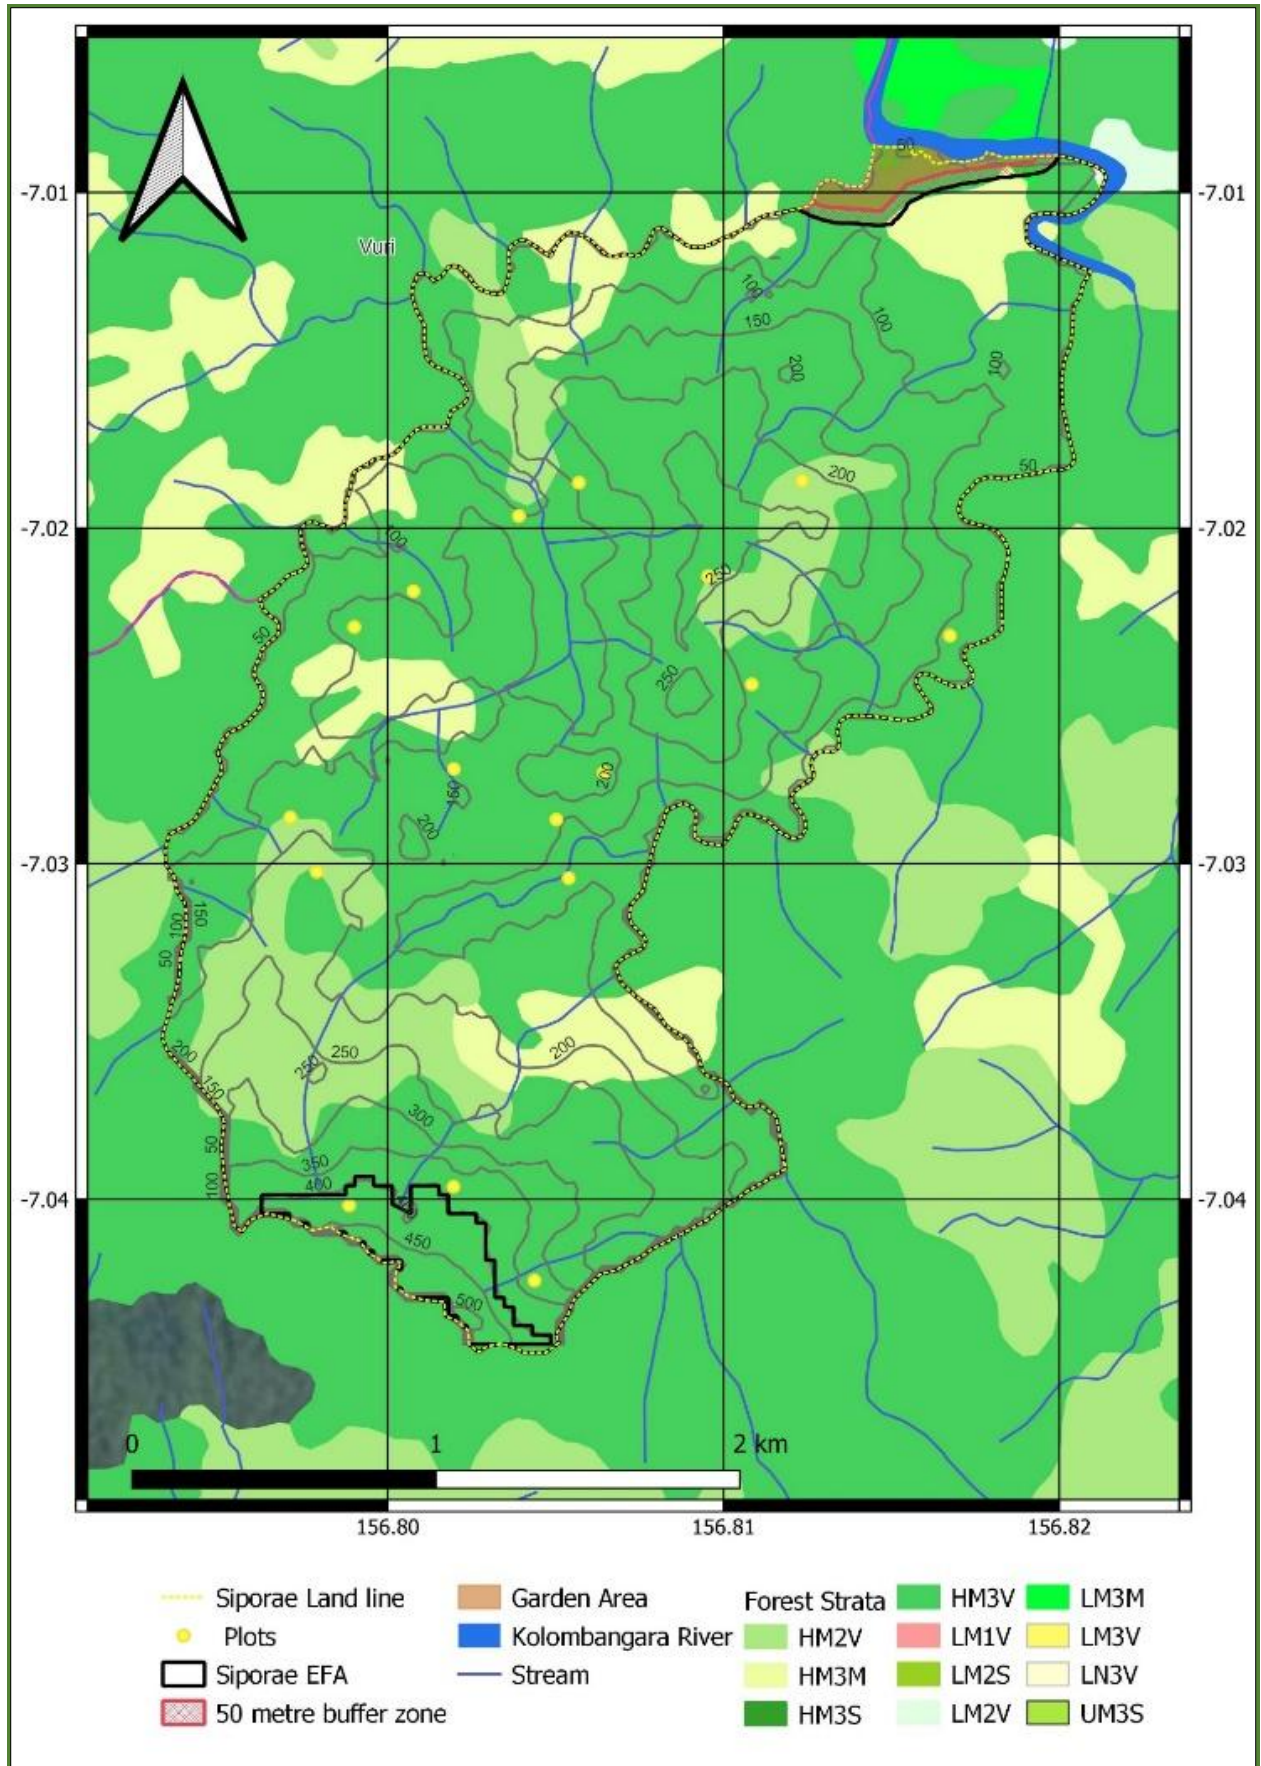 50
-7.01
-7.01
Vuri
100
150
100
200
100
50
200
-7.02
-7.02
100
250
50
250
200
150
200
-7.03
-7.03
150
100
50
200
200
250
250
150
300
50
350
100
400
-7.04
-7.04
450
500
0 1 2 km
156.80 156.81 156.82
Siporae Land line
Plots
Siporae EFA
50 metre buffer zone
Garden Area
Kolombangara River
Stream
Forest Strata
HM2V
HM3M
HM3S
HM3V
LM1V
LM2S
LM2V
LM3M
LM3V
LN3V
UM3S